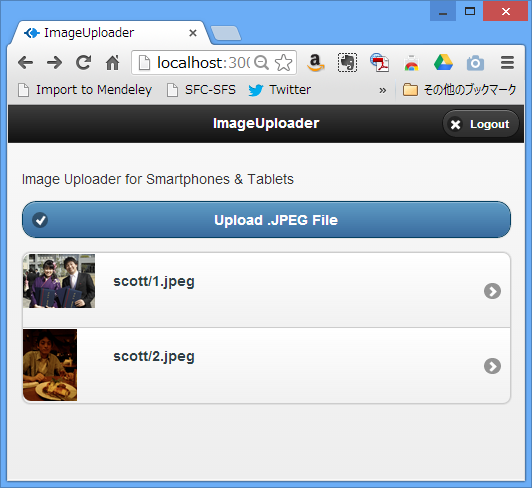 ImageUploader
localhost:300
Import to Mendeley
SFC-SFS
Twitter
»
その他のブックマーク
ImageUploader
Logout
Image Uploader for Smartphones & Tablets
Upload .JPEG File
scott/1.jpeg
scott/2.jpeg